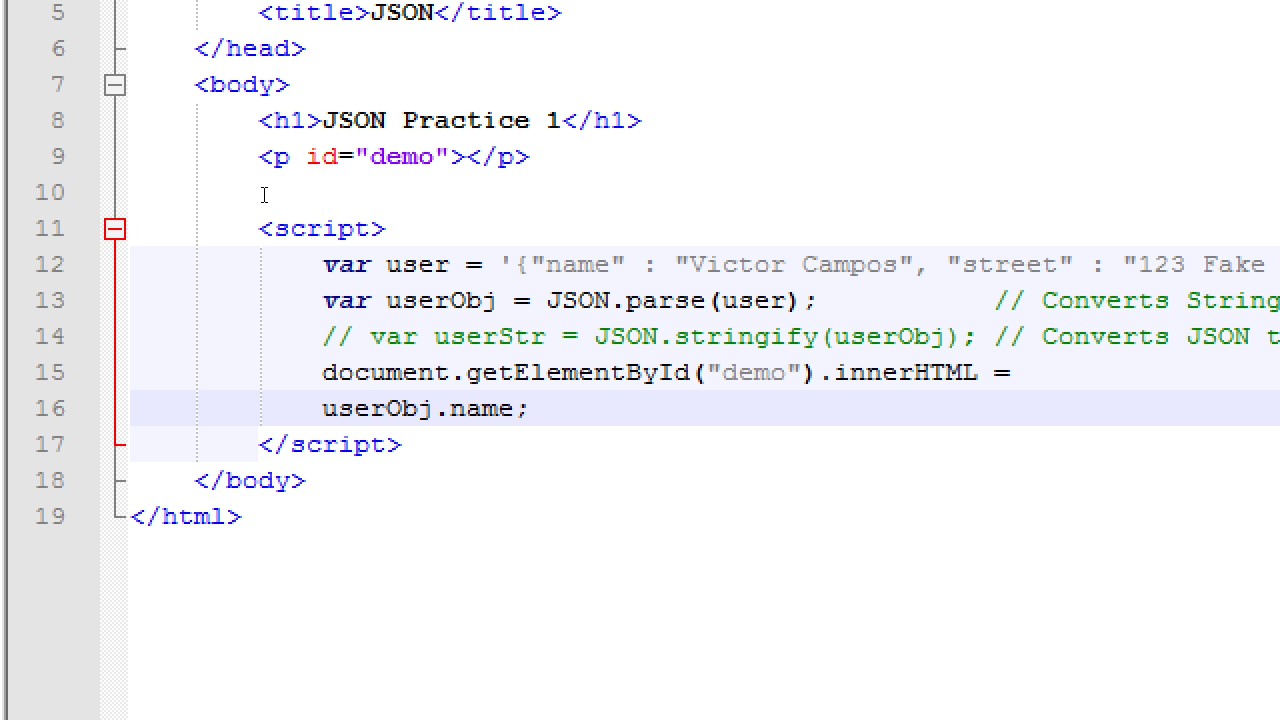 5 <title>JSON</title>
6 </head>
7 <body>
8 <h1>JSON Practice 1</h1>
9 <p id="demo"></p>
10
11 <script>
12 var user = '{"name" : "Victor Campos", "street" : "123 Fake
13 var userObj = JSON.parse(user); // Converts String
14 // var userStr = JSON.stringify(userObj); // Converts JSON t
15 document.getElementById("demo").innerHTML =
16 userObj.name;
17 </script>
18 </body>
19 </html>